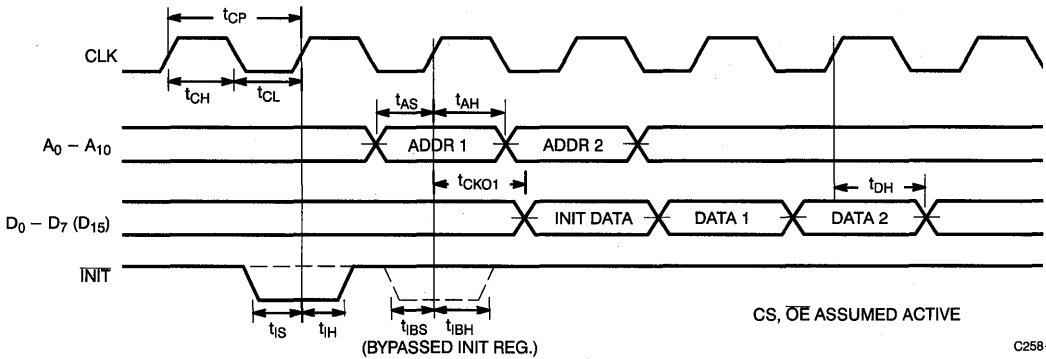 tCP
CLK
tCH
tCL
tAS
tAH
A0 – A10
ADDR 1
ADDR 2
tCKO1
tDH
D0 – D7 (D15)
INIT DATA
DATA 1
DATA 2
INIT
tIS
tIH
tIBS
tIBH
CS, OE ASSUMED ACTIVE
(BYPASSED INIT REG.)
C258-